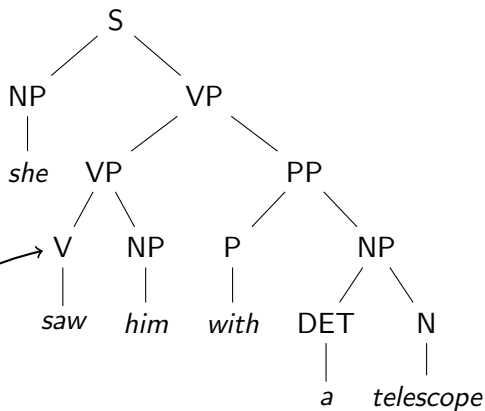 S
NP VP
she VP PP
V NP P NP
saw him with DET N
a telescope